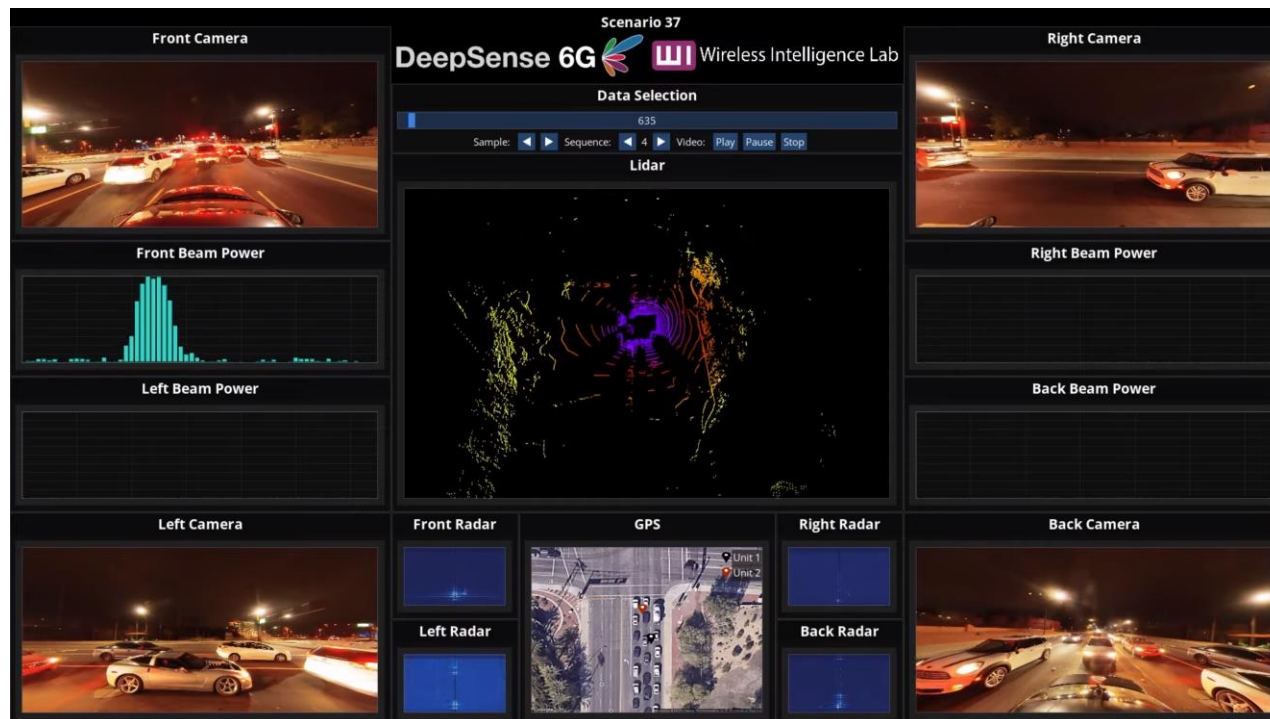 Scenario 37
DeepSense 6G
Wireless Intelligence Lab
Data Selection
635
Sample: Sequence: 4 Video: Play Pause Stop
Lidar
Front Camera
Right Camera
Front Beam Power
Right Beam Power
Left Beam Power
Back Beam Power
Left Camera
Front Radar
GPS
Unit 1
Unit 2
Right Radar
Back Camera
Left Radar
Back Radar